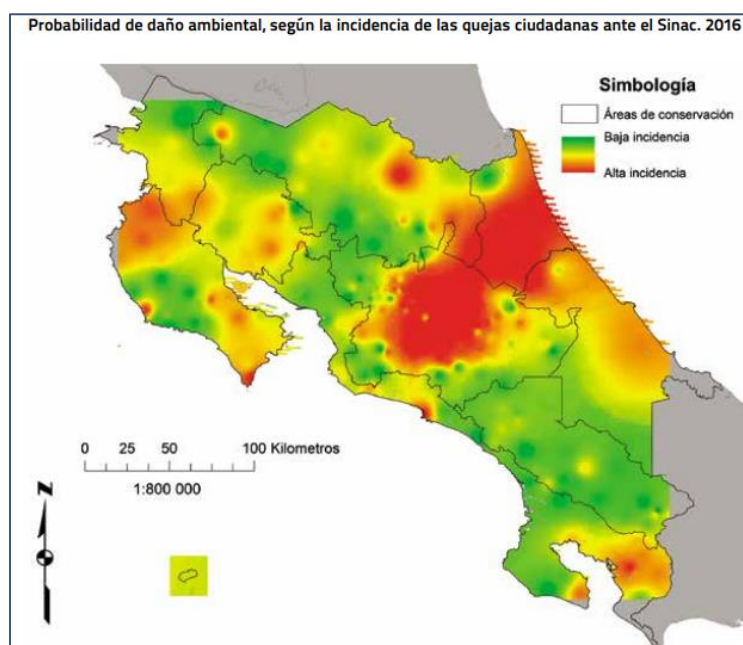 Probabilidad de daño ambiental, según la incidencia de las quejas ciudadanas ante el Sinac. 2016
Simbología
Áreas de conservación
Baja incidencia
Alta incidencia
0 25 50 100 Kilometros
1:800 000
N